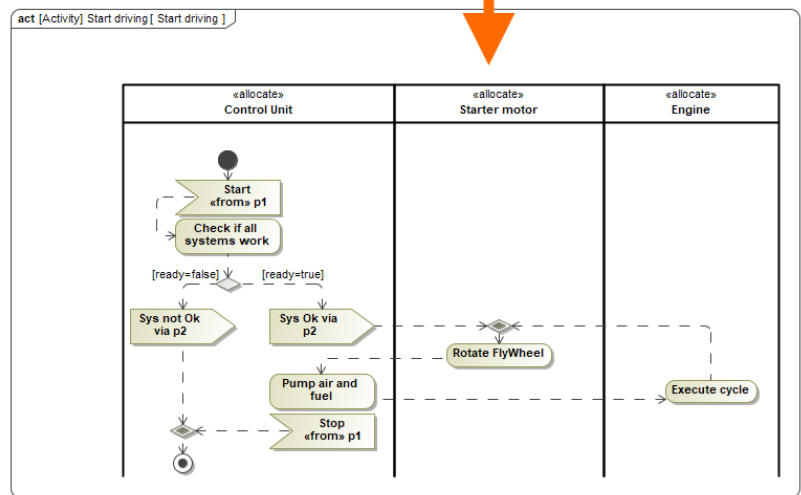 act [Activity] Start driving [ Start driving ]
«allocate»
Control Unit
«allocate»
Starter motor
«allocate»
Engine
Start
«from» p1
Check if all
systems work
[ready=false]
[ready=true]
Sys not Ok
via p2
Sys Ok via
p2
Rotate FlyWheel
Pump air and
fuel
Execute cycle
Stop
«from» p1